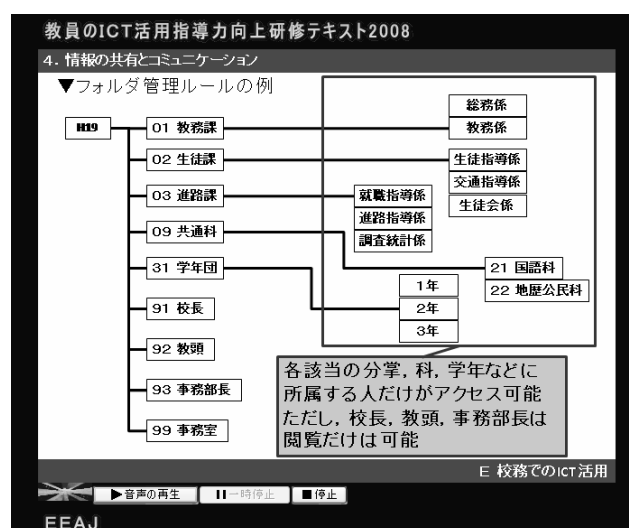 教員のICT活用指導力向上研修テキスト2008
4. 情報の共有とコミュニケーション
▼フォルダ管理ルールの例
H19
01 教務課
02 生徒課
03 進路課
09 共通科
31 学年団
91 校長
92 教頭
93 事務部長
99 事務室
総務係
教務係
生徒指導係
交通指導係
生徒会係
就職指導係
進路指導係
調査統計係
21 国語科
22 地歴公民科
1年
2年
3年
各該当の分掌，科，学年などに
所属する人だけがアクセス可能
ただし，校長，教頭，事務部長は
閲覧だけは可能
E 校務でのICT活用
▶音声の再生
一時停止
■停止
EEAJ